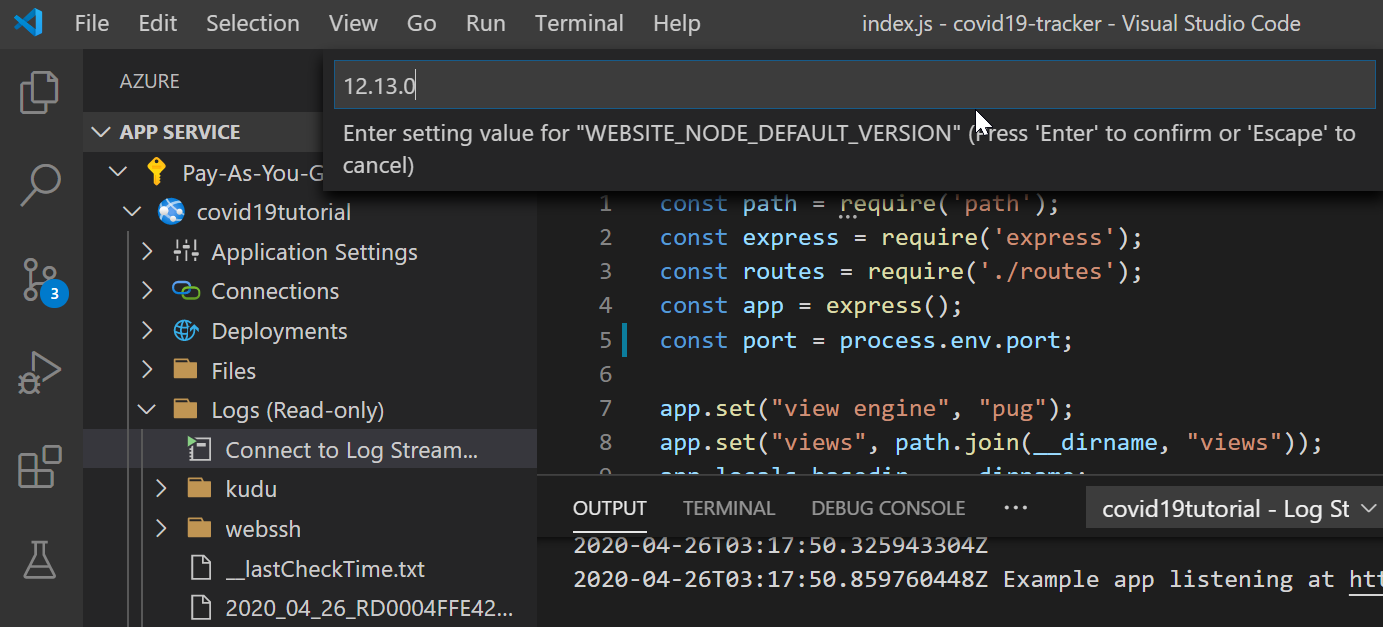 File Edit Selection View Go Run Terminal Help index.js - covid19-tracker - Visual Studio Code
AZURE
12.13.0
Enter setting value for "WEBSITE_NODE_DEFAULT_VERSION" (Press 'Enter' to confirm or 'Escape' to
cancel)
APP SERVICE
Pay-As-You-G
covid19tutorial
Application Settings
Connections
Deployments
Files
Logs (Read-only)
Connect to Log Stream...
kudu
webssh
__lastCheckTime.txt
2020_04_26_RD0004FFE42...
3
1 const path = require('path');
2 const express = require('express');
3 const routes = require('./routes');
4 const app = express();
5 const port = process.env.port;
6
7 app.set("view engine", "pug");
8 app.set("views", path.join(__dirname, "views"));
9 app.locals.basedir = __dirname;
OUTPUT TERMINAL DEBUG CONSOLE ··· covid19tutorial - Log St
2020-04-26T03:17:50.325943304Z
2020-04-26T03:17:50.859760448Z Example app listening at htt